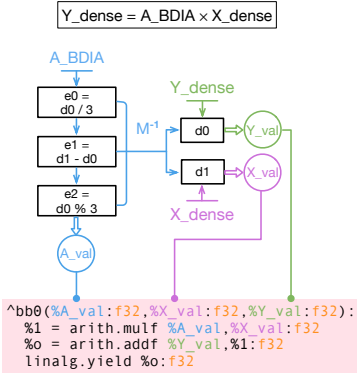 Y_dense = A_BDIA × X_dense
A_BDIA
Y_dense
e0 =
d0 / 3
M⁻¹
d0
Y_val
e1 =
d1 - d0
d1
X_val
e2 =
d0 % 3
X_dense
A_val
^bb0(%A_val:f32,%X_val:f32,%Y_val:f32):
%1 = arith.mulf %A_val,%X_val:f32
%o = arith.addf %Y_val,%1:f32
linalg.yield %o:f32